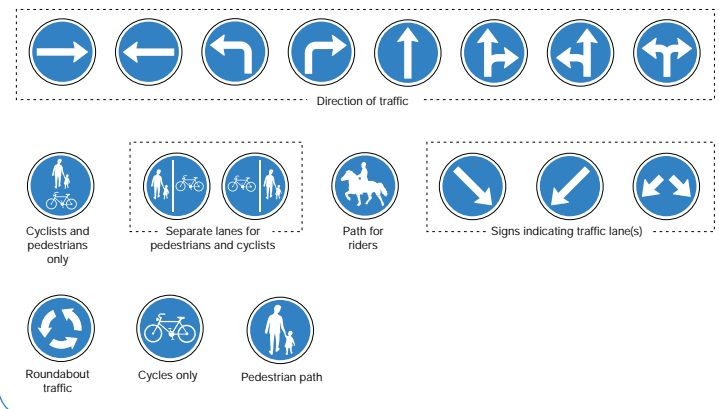 Direction of traffic
Cyclists and
pedestrians
only
Separate lanes for
pedestrians and cyclists
Path for
riders
Signs indicating traffic lane(s)
Roundabout
traffic
Cycles only
Pedestrian path